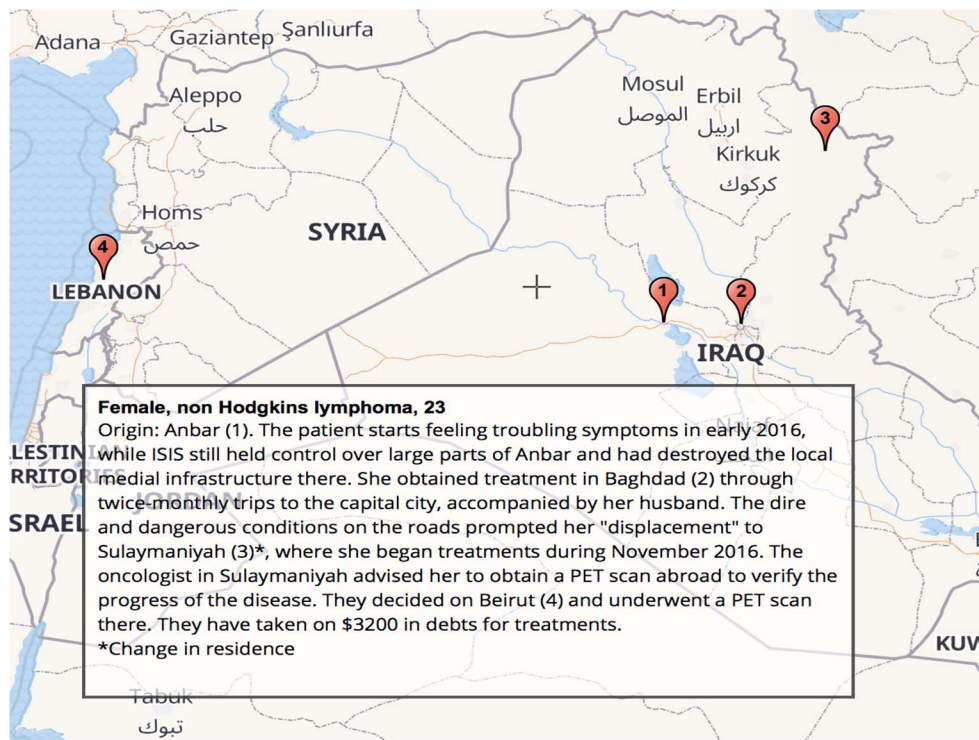 Adana
Gaziantep
Şanlıurfa
Aleppo
حلب
Mosul
الموصل
Erbil
اربيل
3
Kirkuk
كركوك
Homs
حمص
SYRIA
4
LEBANON
1
2
IRAQ
Female, non Hodgkins lymphoma, 23
Origin: Anbar (1). The patient starts feeling troubling symptoms in early 2016,
while ISIS still held control over large parts of Anbar and had destroyed the local
medial infrastructure there. She obtained treatment in Baghdad (2) through
twice-monthly trips to the capital city, accompanied by her husband. The dire
and dangerous conditions on the roads prompted her "displacement" to
Sulaymaniyah (3)*, where she began treatments during November 2016. The
oncologist in Sulaymaniyah advised her to obtain a PET scan abroad to verify the
progress of the disease. They decided on Beirut (4) and underwent a PET scan
there. They have taken on $3200 in debts for treatments.
*Change in residence
Najaf
LESTINIAN
RRITORIES
SRAEL
JORDAN
KUW
Tabuk
تبوك